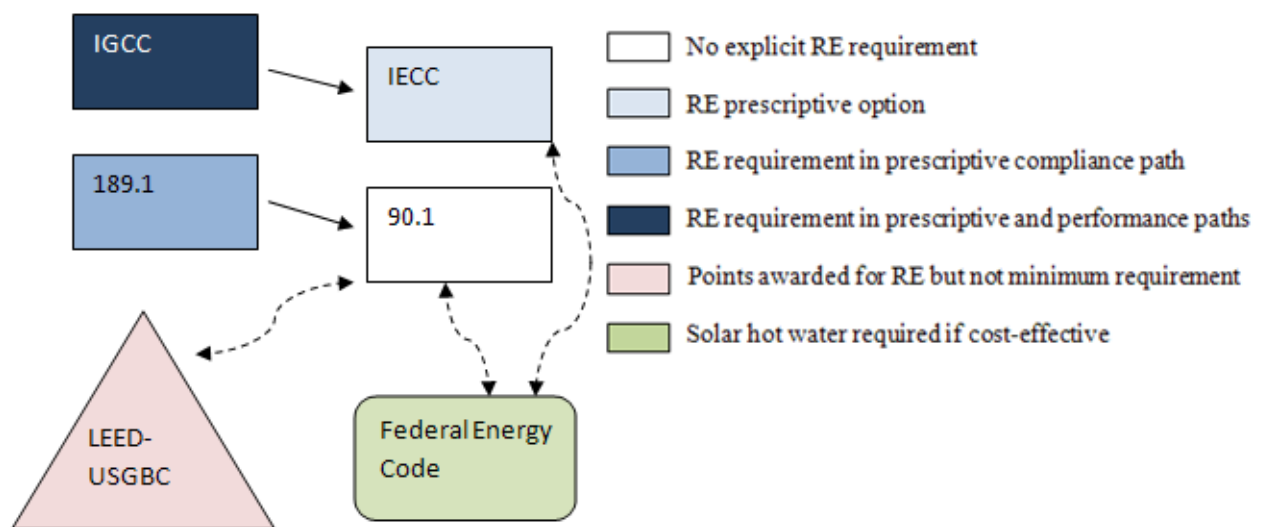 IGCC
IECC
189.1
90.1
LEED-
USGBC
Federal Energy
Code
No explicit RE requirement
RE prescriptive option
RE requirement in prescriptive compliance path
RE requirement in prescriptive and performance paths
Points awarded for RE but not minimum requirement
Solar hot water required if cost-effective